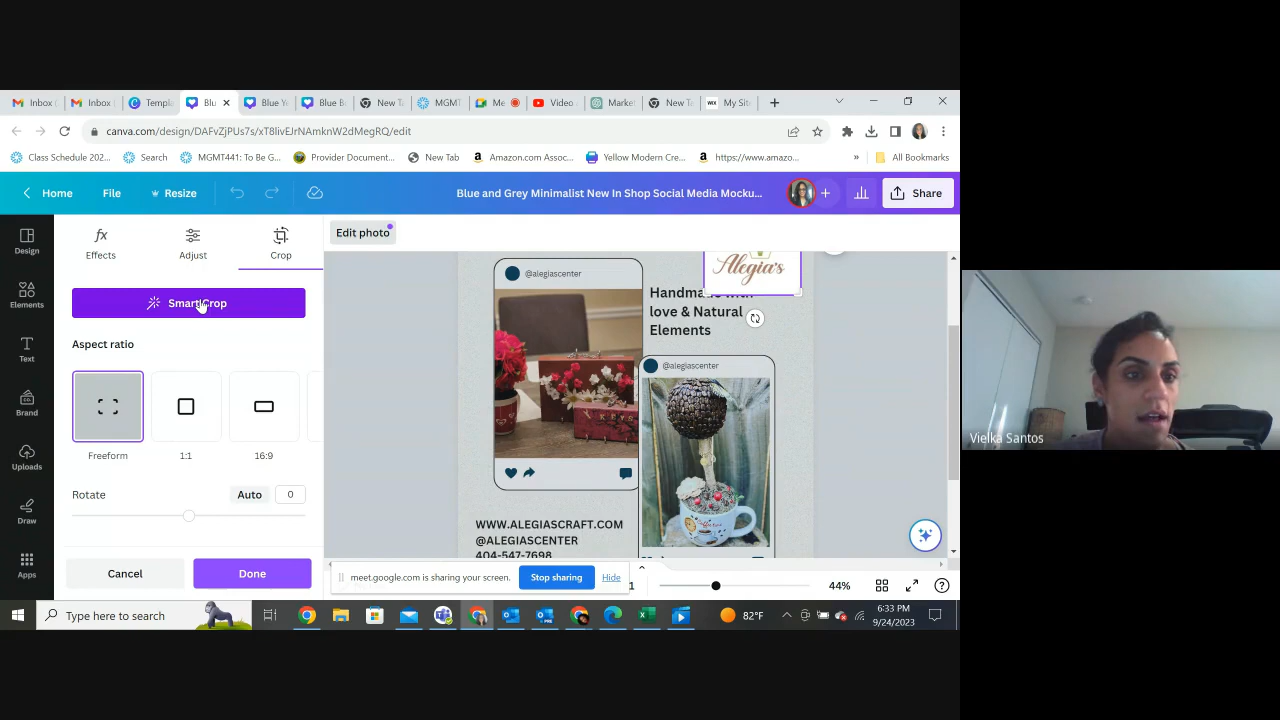 Inbox
Inbox
Templ
Blu
Blue Y
Blue B
New T
MGMT
Me
Video
Marke
New T
My Sit
canva.com/design/DAFvZjPUs7s/xT8livEJrNAmknW2dMegRQ/edit
Class Schedule 202...
Search
MGMT441: To Be G...
Provider Document...
New Tab
Amazon.com Assoc...
Yellow Modern Cre...
https://www.amazo...
All Bookmarks
Home
File
Resize
Blue and Grey Minimalist New In Shop Social Media Mocku...
Share
Design
Elements
Text
Brand
Uploads
Draw
Apps
Effects
Adjust
Crop
Smart Crop
Aspect ratio
Freeform
1:1
16:9
Rotate
Auto
0
Cancel
Done
Edit photo
@alegiascenter
Alegia's
Handmade with
love & Natural
Elements
@alegiascenter
WWW.ALEGIASCRAFT.COM
@ALEGIASCENTER
404-547-7698
meet.google.com is sharing your screen.
Stop sharing
Hide
1
44%
Type here to search
82°F
6:33 PM
9/24/2023
Vielka Santos